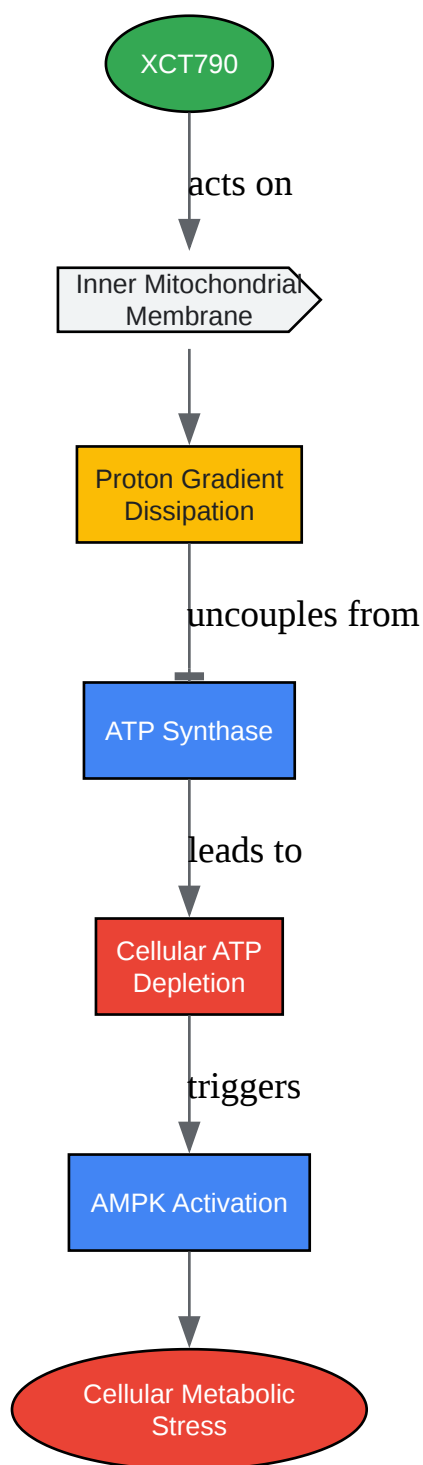 XCT790
acts on
Inner Mitochondrial
Membrane
Proton Gradient
Dissipation
uncouples from
ATP Synthase
leads to
Cellular ATP
Depletion
triggers
AMPK Activation
Cellular Metabolic
Stress